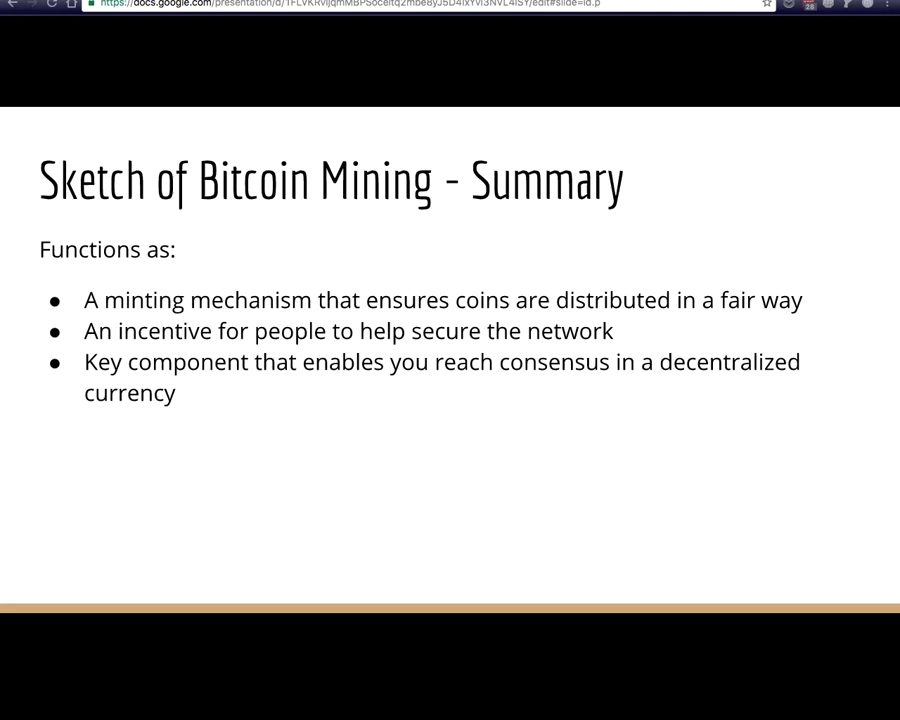 Sketch of Bitcoin Mining - Summary
Functions as:
● A minting mechanism that ensures coins are distributed in a fair way
● An incentive for people to help secure the network
● Key component that enables you reach consensus in a decentralized
currency